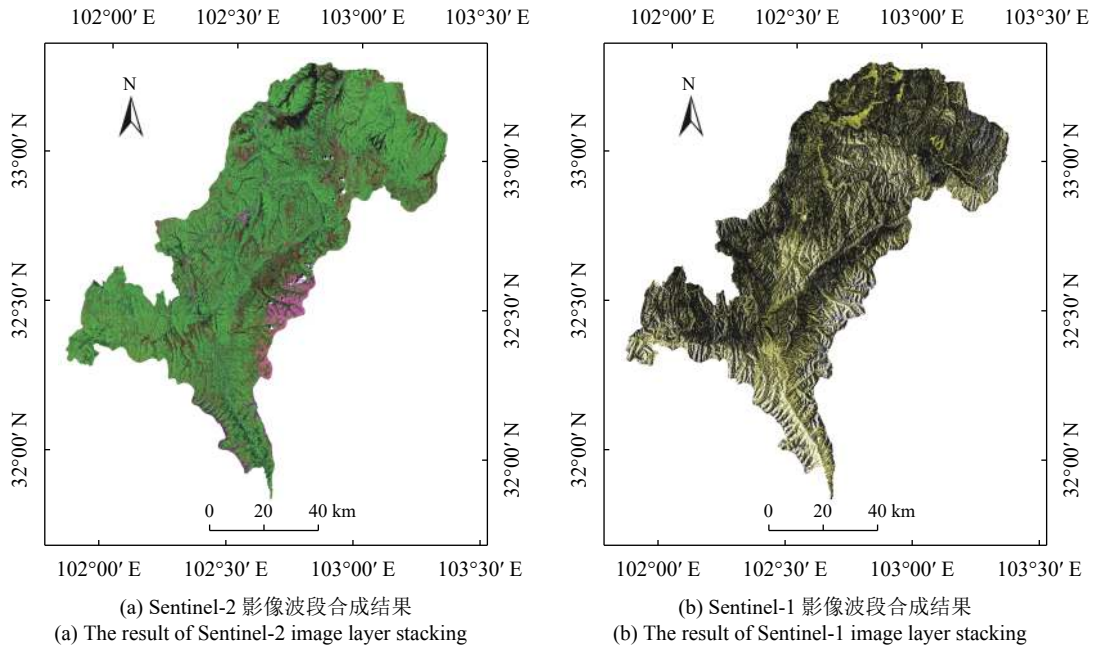 102°00′ E 102°30′ E 103°00′ E 103°30′ E
102°00′ E 102°30′ E 103°00′ E 103°30′ E
N
N
33°00′ N
33°00′ N
33°00′ N
33°00′ N
32°30′ N
32°30′ N
32°30′ N
32°30′ N
32°00′ N
32°00′ N
32°00′ N
32°00′ N
0 20 40 km
0 20 40 km
102°00′ E 102°30′ E 103°00′ E 103°30′ E
102°00′ E 102°30′ E 103°00′ E 103°30′ E
(a) Sentinel-2 影像波段合成结果
(a) The result of Sentinel-2 image layer stacking
(b) Sentinel-1 影像波段合成结果
(b) The result of Sentinel-1 image layer stacking